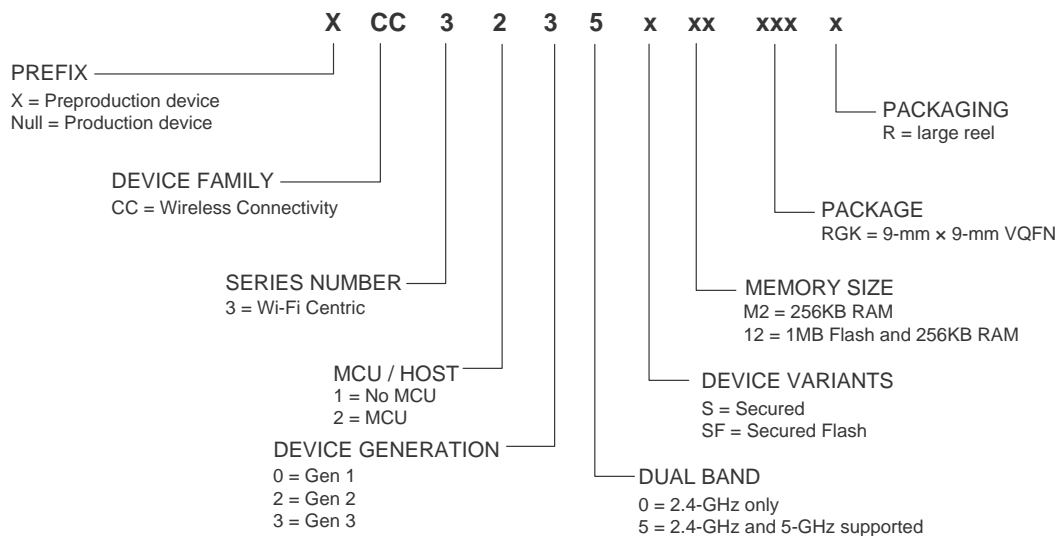 X CC 3 2 3 5 x xx xxx x
PREFIX
X = Preproduction device
Null = Production device
DEVICE FAMILY
CC = Wireless Connectivity
SERIES NUMBER
3 = Wi-Fi Centric
MCU / HOST
1 = No MCU
2 = MCU
DEVICE GENERATION
0 = Gen 1
2 = Gen 2
3 = Gen 3
PACKAGING
R = large reel
PACKAGE
RGK = 9-mm × 9-mm VQFN
MEMORY SIZE
M2 = 256KB RAM
12 = 1MB Flash and 256KB RAM
DEVICE VARIANTS
S = Secured
SF = Secured Flash
DUAL BAND
0 = 2.4-GHz only
5 = 2.4-GHz and 5-GHz supported